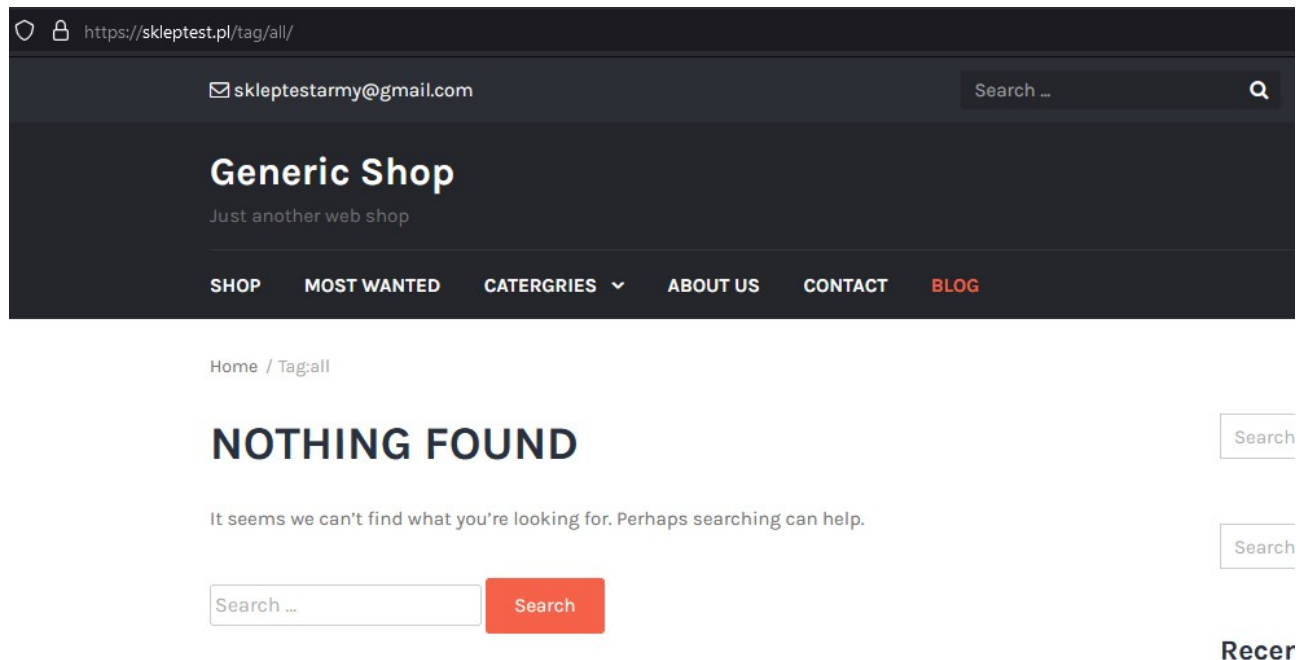 https://skleptest.pl/tag/all/
skleptestarmy@gmail.com
Search ...
Generic Shop
Just another web shop
SHOP MOST WANTED CATERGRIES ABOUT US CONTACT BLOG
Home / Tag:all
NOTHING FOUND
Search
It seems we can't find what you're looking for. Perhaps searching can help.
Search
Search ... Search
Recer